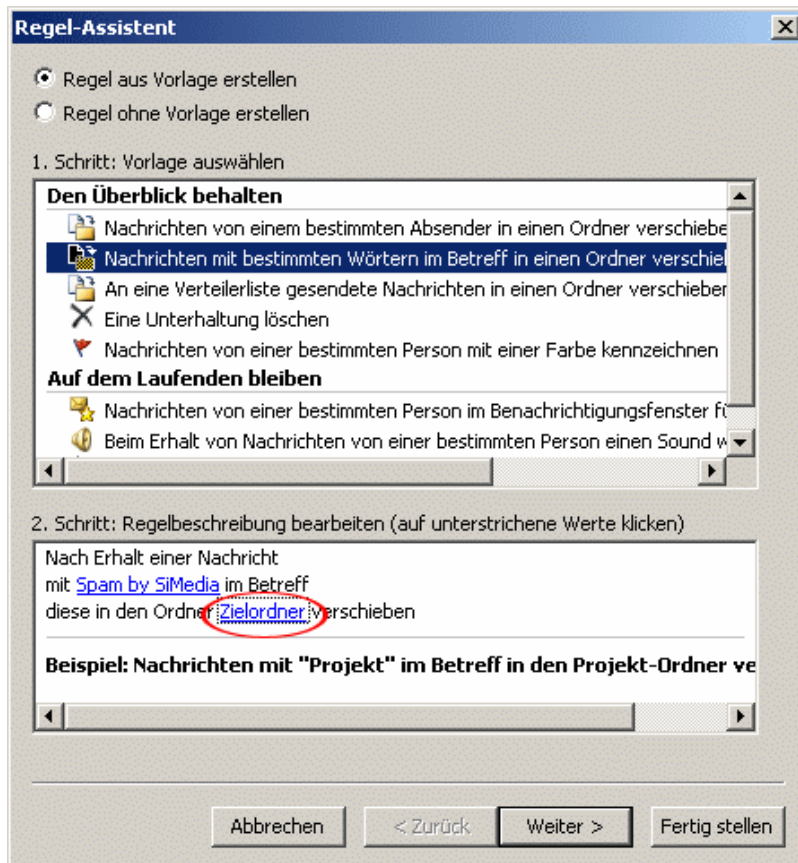 Regel-Assistent
Regel aus Vorlage erstellen
Regel ohne Vorlage erstellen
1. Schritt: Vorlage auswählen
Den Überblick behalten
Nachrichten von einem bestimmten Absender in einen Ordner verschiebe
Nachrichten mit bestimmten Wörtern im Betreff in einen Ordner verschie
An eine Verteilerliste gesendete Nachrichten in einen Ordner verschieben
Eine Unterhaltung löschen
Nachrichten von einer bestimmten Person mit einer Farbe kennzeichnen
Auf dem Laufenden bleiben
Nachrichten von einer bestimmten Person im Benachrichtigungsfenster fü
Beim Erhalt von Nachrichten von einer bestimmten Person einen Sound w
2. Schritt: Regelbeschreibung bearbeiten (auf unterstrichene Werte klicken)
Nach Erhalt einer Nachricht
mit Spam by SiMedia im Betreff
diese in den Ordner Zielordner verschieben
Beispiel: Nachrichten mit "Projekt" im Betreff in den Projekt-Ordner ve
Abbrechen < Zurück Weiter > Fertig stellen